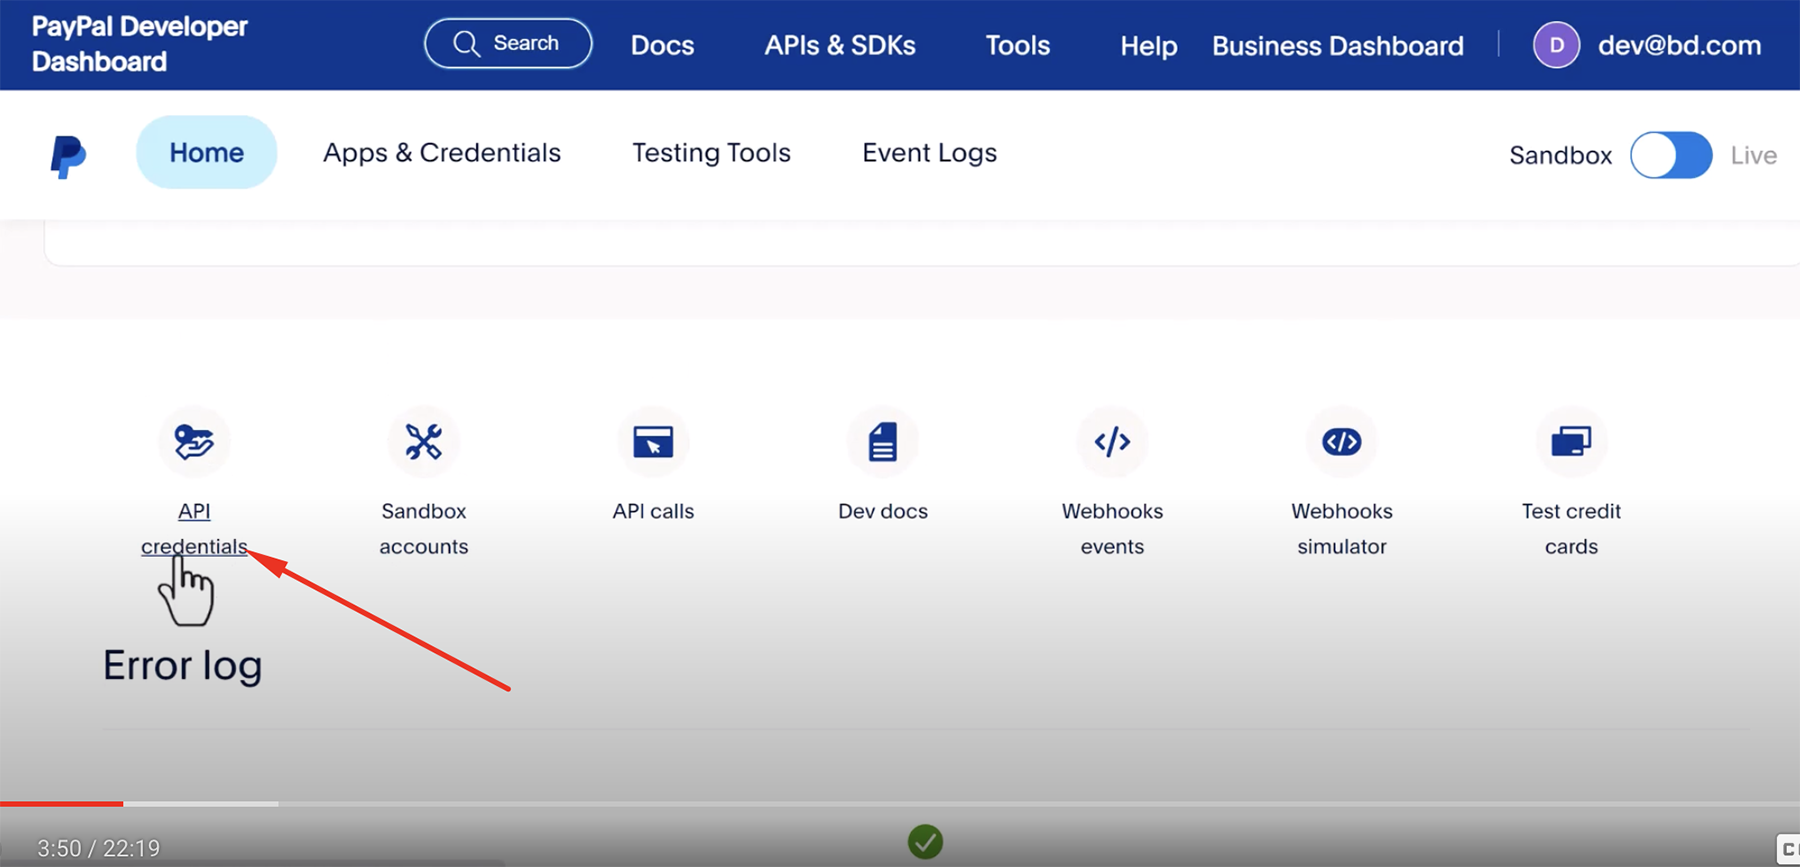 PayPal Developer
Dashboard
Search
Docs
APIs & SDKs
Tools
Help
Business Dashboard
D
dev@bd.com
Home
Apps & Credentials
Testing Tools
Event Logs
Sandbox
Live
API
credentials
Sandbox
accounts
API calls
Dev docs
Webhooks
events
Webhooks
simulator
Test credit
cards
Error log
3:50 / 22:19